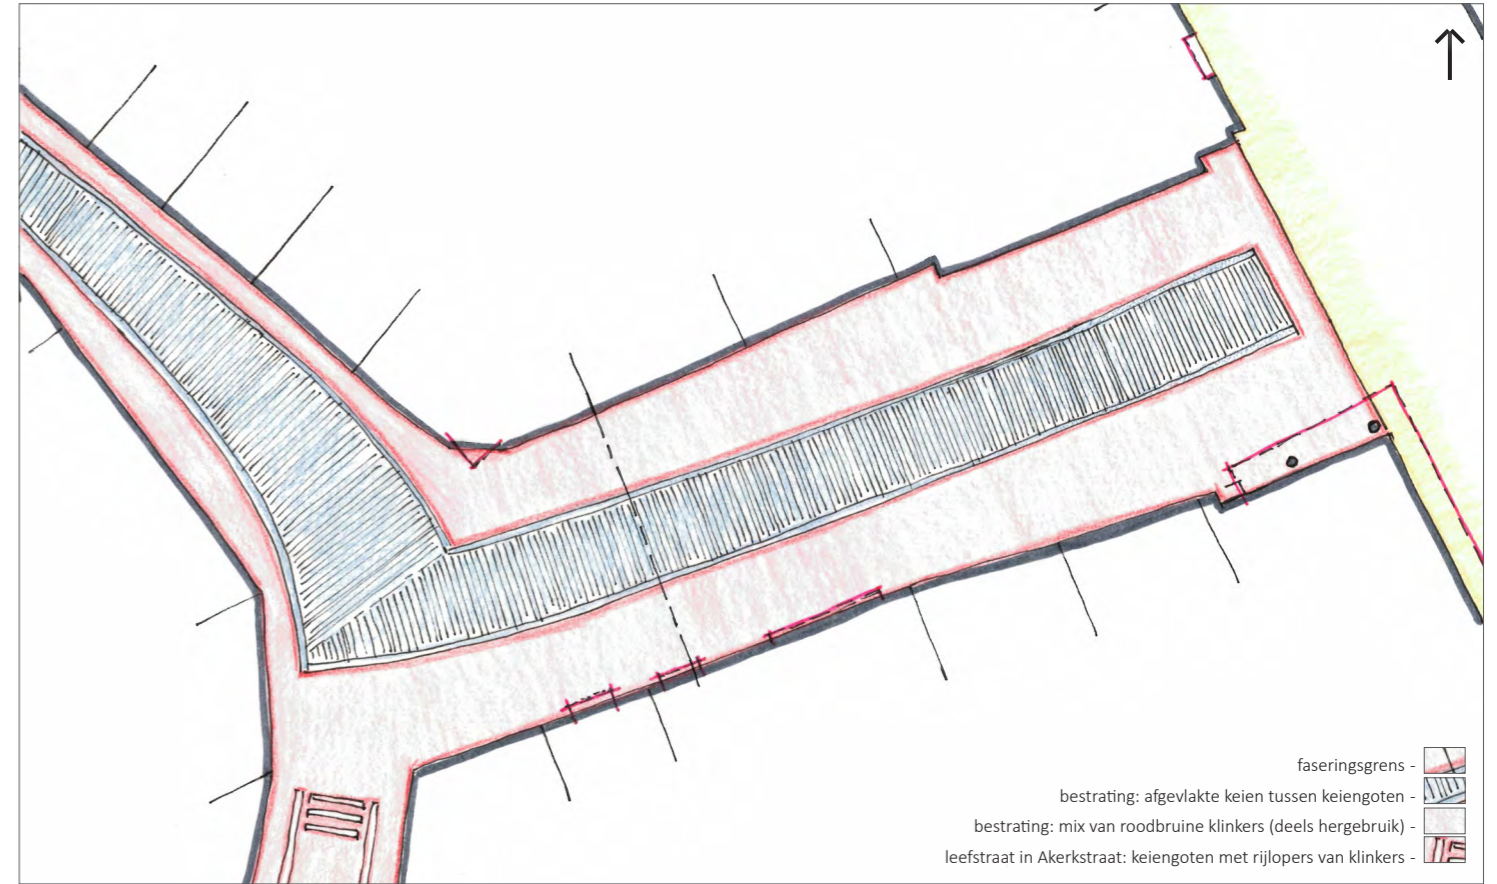 faseringsgrens -
bestrating: afgevlakte keien tussen keiengoten -
bestrating: mix van roodbruine klinkers (deels hergebruik) -
leefstraat in Akerkstraat: keiengoten met rijlopers van klinkers -